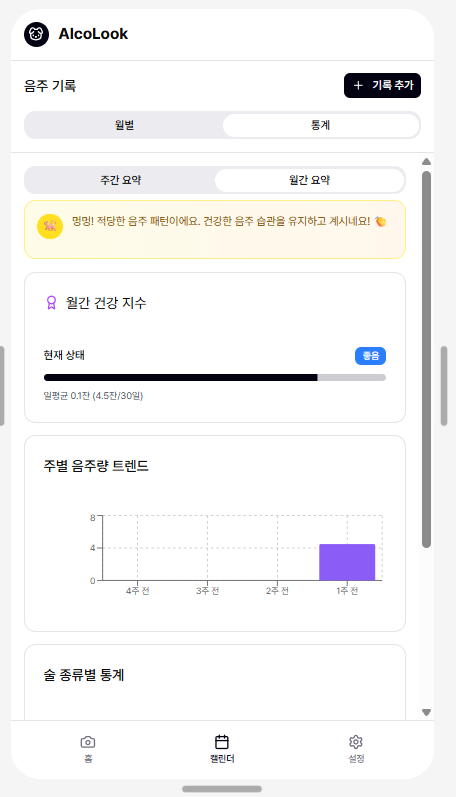 AlcoLook
음주 기록
기록 추가
월별
통계
주간 요약
월간 요약
멍멍! 적당한 음주 패턴이에요. 건강한 음주 습관을 유지하고 계시네요!
월간 건강 지수
현재 상태
좋음
일평균 0.1잔 (4.5잔/30일)
주별 음주량 트렌드
8
4
0
4주 전
3주 전
2주 전
1주 전
술 종류별 통계
홈
캘린더
설정